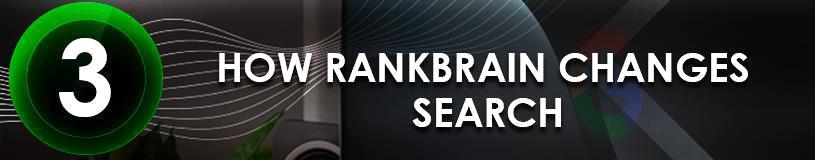 3
HOW RANKBRAIN CHANGES
SEARCH